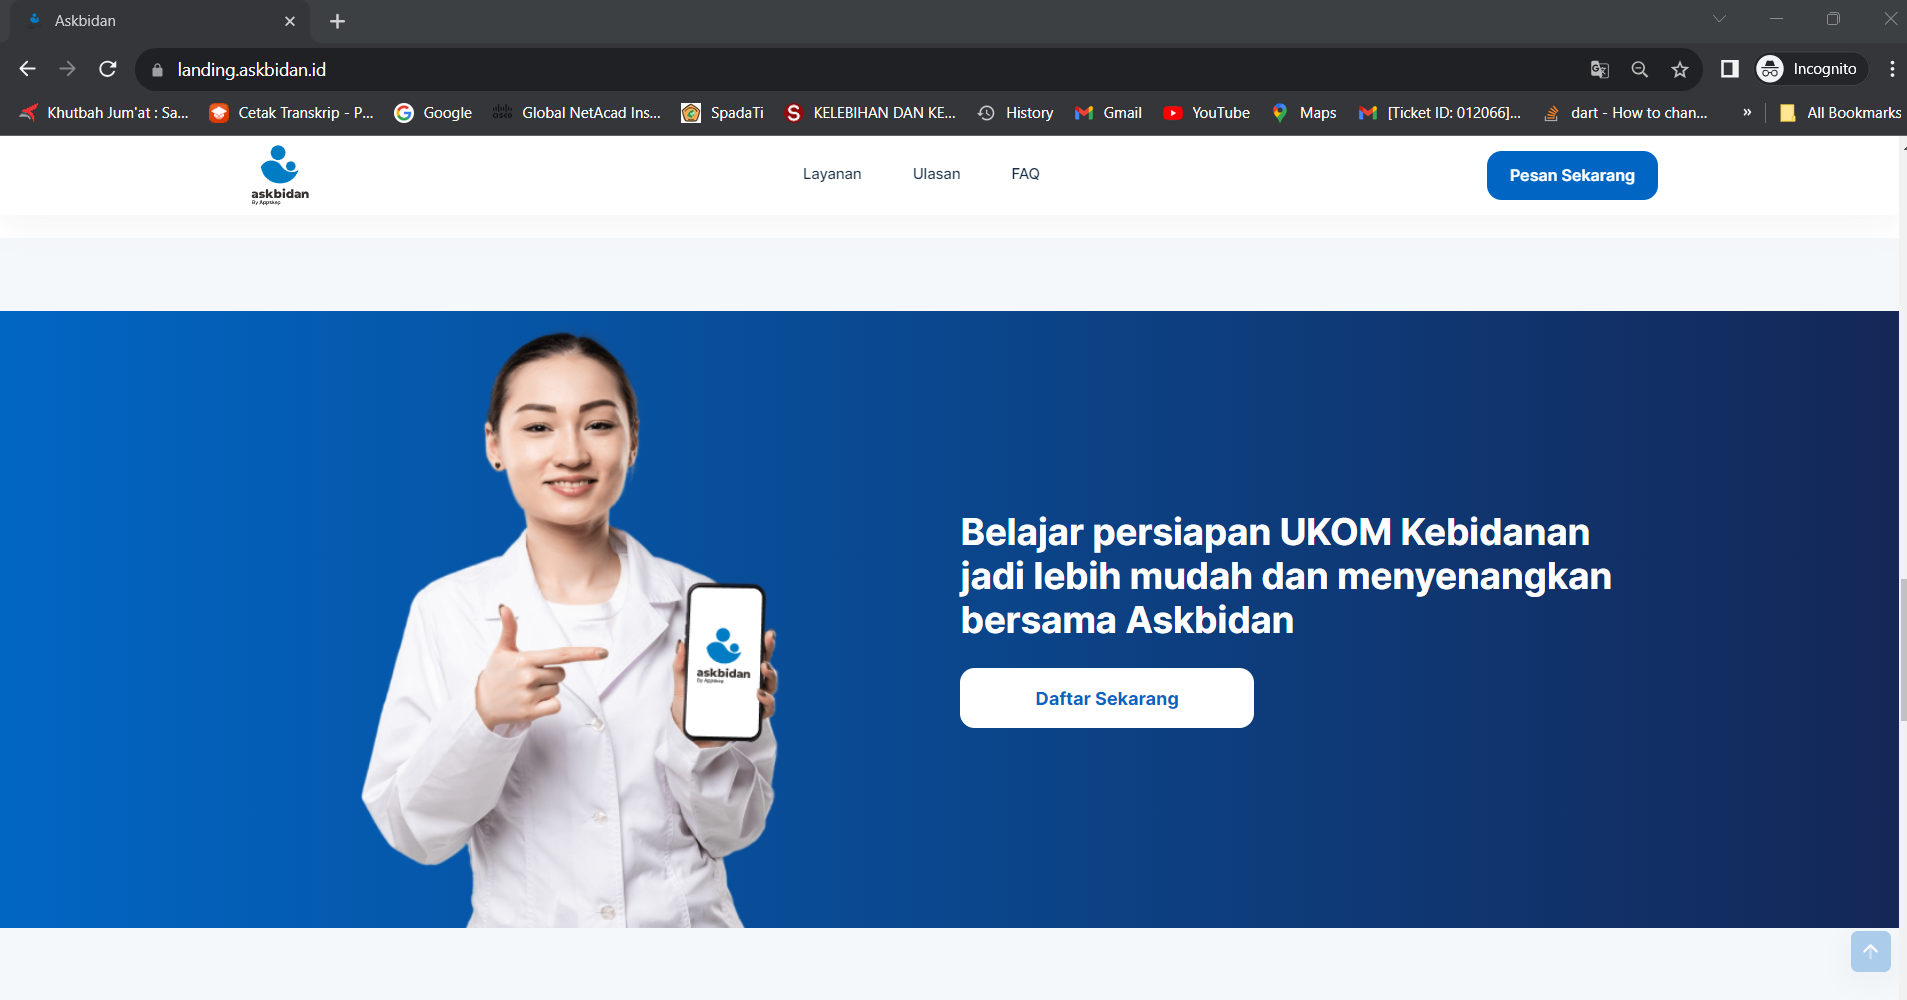 Askbidan
landing.askbidan.id
Incognito
Khutbah Jum'at : Sa...
Cetak Transkrip - P...
Google
Global NetAcad Ins...
SpadaTi
KELEBIHAN DAN KE...
History
Gmail
YouTube
Maps
[Ticket ID: 012066]...
dart - How to chan...
»
All Bookmarks
askbidan
By Appskep
Layanan
Ulasan
FAQ
Pesan Sekarang
askbidan
By Appskep
Belajar persiapan UKOM Kebidanan
jadi lebih mudah dan menyenangkan
bersama Askbidan
Daftar Sekarang